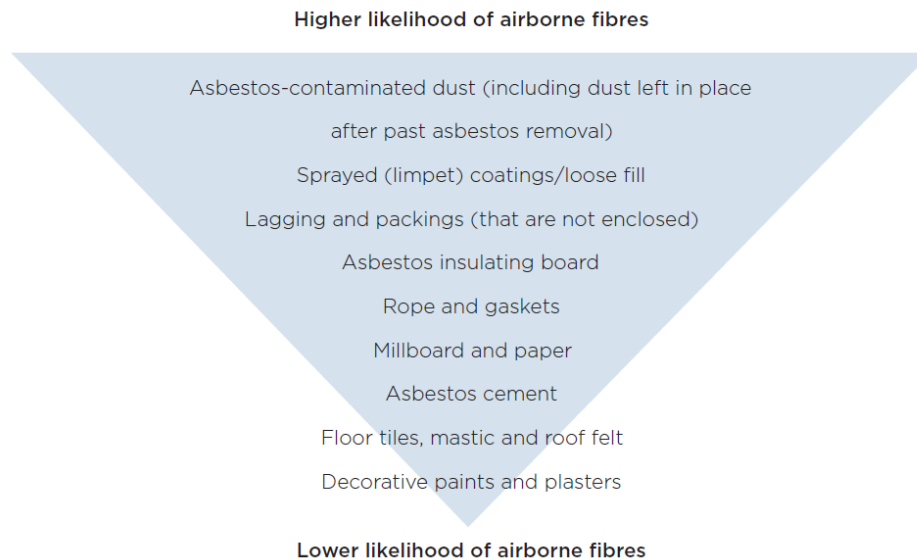 Higher likelihood of airborne fibres
Asbestos-contaminated dust (including dust left in place
after past asbestos removal)
Sprayed (limpet) coatings/loose fill
Lagging and packings (that are not enclosed)
Asbestos insulating board
Rope and gaskets
Millboard and paper
Asbestos cement
Floor tiles, mastic and roof felt
Decorative paints and plasters
Lower likelihood of airborne fibres